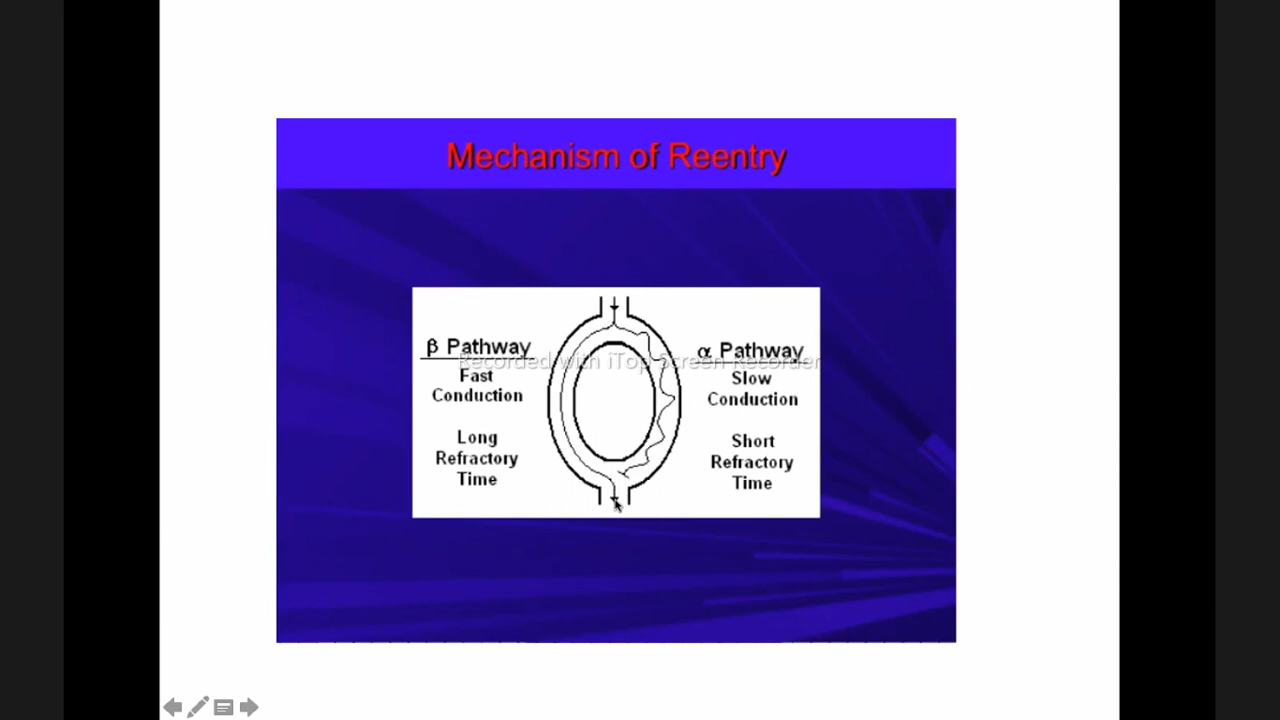 Mechanism of Reentry
β Pathway
Fast
Conduction
Long
Refractory
Time
α Pathway
Slow
Conduction
Short
Refractory
Time
Recorded with iTop Screen Recorder